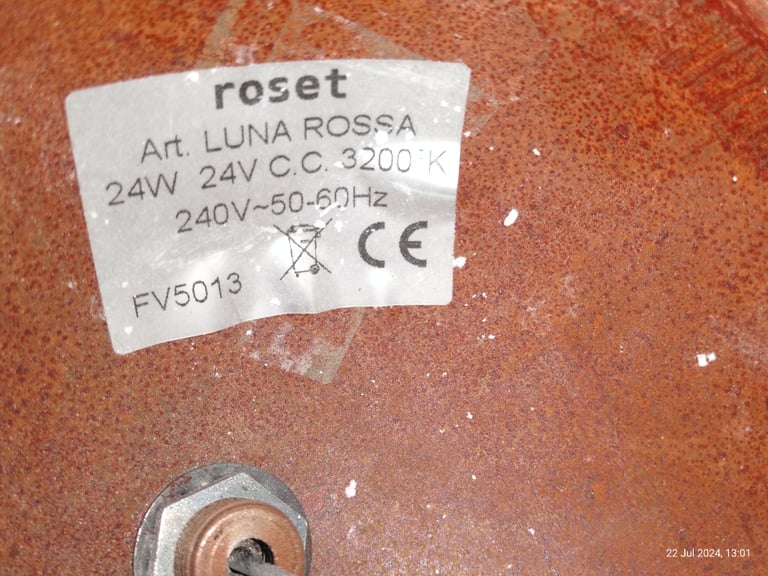 roset
Art. LUNA ROSSA
24W 24V C.C. 3200°K
240V~50-60Hz
CE
FV5013
22 Jul 2024, 13:01